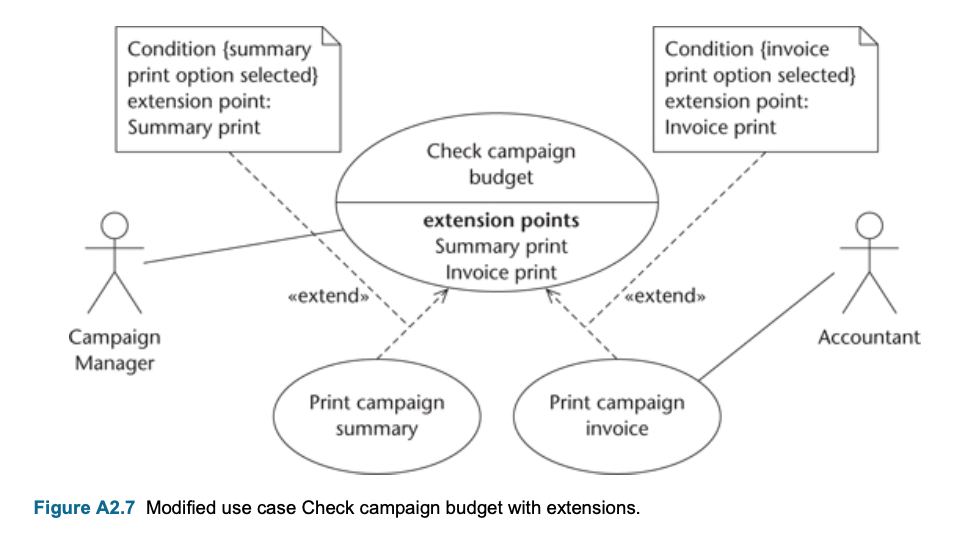 Condition {summary
print option selected}
extension point:
Summary print
Condition {invoice
print option selected}
extension point:
Invoice print
Check campaign
budget
extension points
Summary print
Invoice print
«extend»
«extend»
Campaign
Manager
Accountant
Print campaign
summary
Print campaign
invoice
Figure A2.7 Modified use case Check campaign budget with extensions.